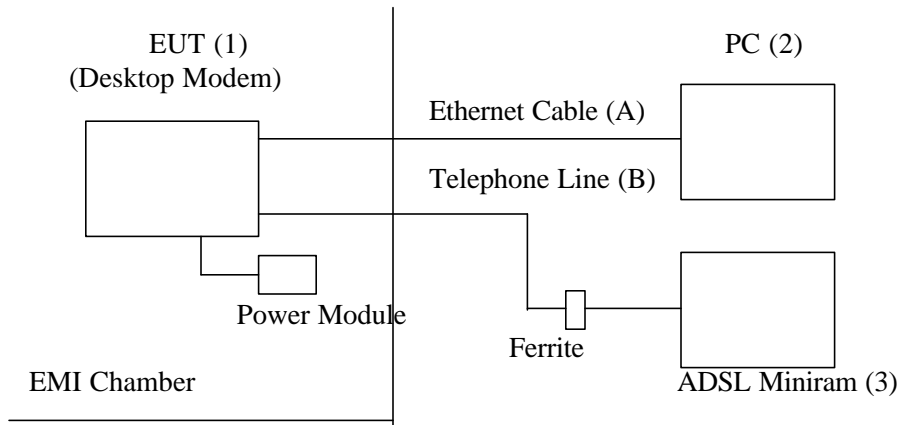 EUT (1)
(Desktop Modem)
PC (2)
Ethernet Cable (A)
Telephone Line (B)
Power Module
Ferrite
EMI Chamber
ADSL Miniram (3)